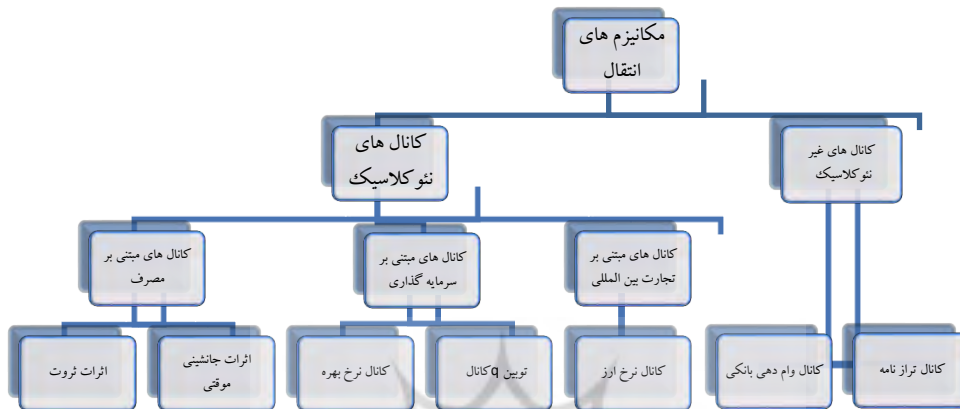 مکانیزم های
انتقال
کانال های غیر
نئوکلاسیک
کانال های
نئوکلاسیک
کانال های مبتنی بر
تجارت بین المللی
کانال های مبتنی بر
سرمایه گذاری
کانال های مبتنی بر
مصرف
کانال تراز نامه
کانال وام دهی بانکی
کانال نرخ ارز
توبین qکانال
کانال نرخ بهره
اثرات جانشینی
موقتی
اثرات ثروت